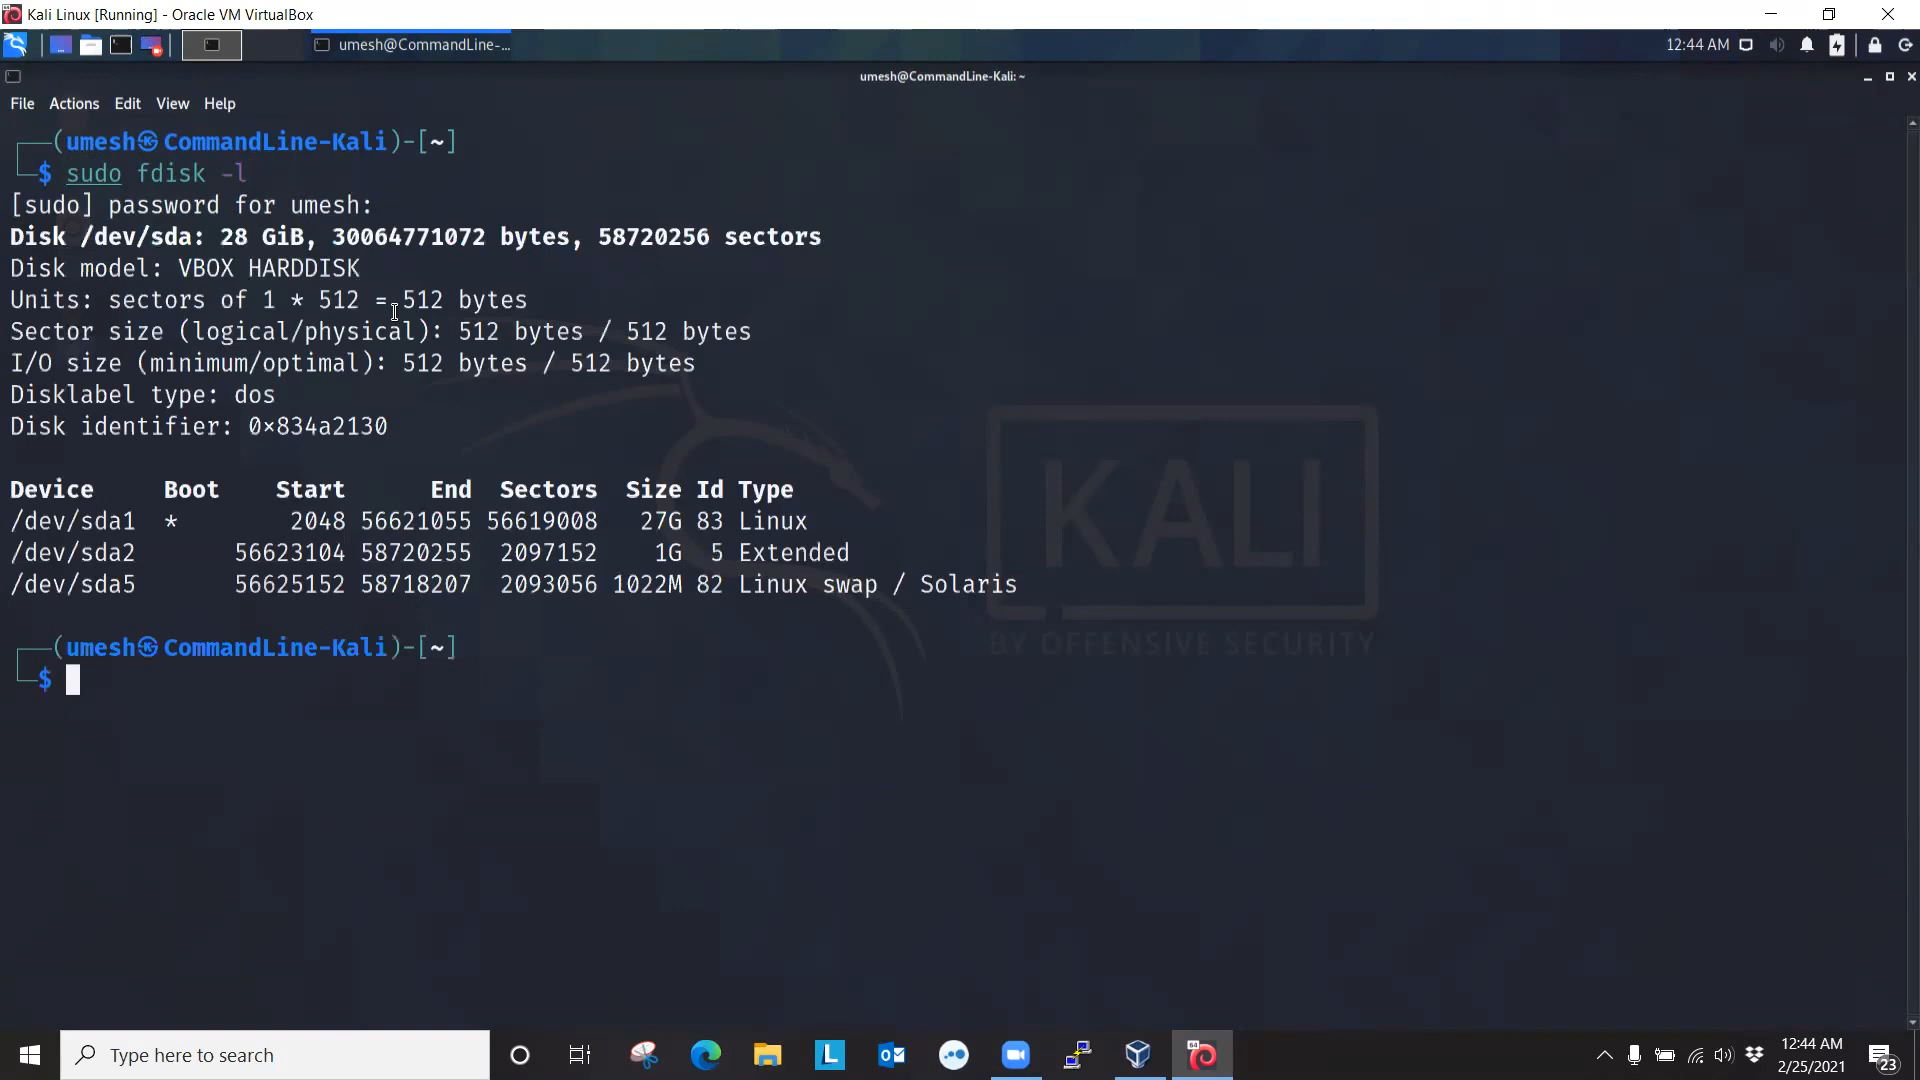 Kali Linux [Running] - Oracle VM VirtualBox
umesh@CommandLine-... 12:44 AM
umesh@CommandLine-Kali: ~
File Actions Edit View Help
(umesh㉿CommandLine-Kali)-[~]
$ sudo fdisk -l
[sudo] password for umesh:
Disk /dev/sda: 28 GiB, 30064771072 bytes, 58720256 sectors
Disk model: VBOX HARDDISK
Units: sectors of 1 * 512 = 512 bytes
Sector size (logical/physical): 512 bytes / 512 bytes
I/O size (minimum/optimal): 512 bytes / 512 bytes
Disklabel type: dos
Disk identifier: 0×834a2130
Device Boot Start End Sectors Size Id Type
/dev/sda1 * 2048 56621055 56619008 27G 83 Linux
/dev/sda2 56623104 58720255 2097152 1G 5 Extended
/dev/sda5 56625152 58718207 2093056 1022M 82 Linux swap / Solaris
(umesh㉿CommandLine-Kali)-[~]
$
KALI
BY OFFENSIVE SECURITY
Type here to search
L
64
12:44 AM
2/25/2021
23